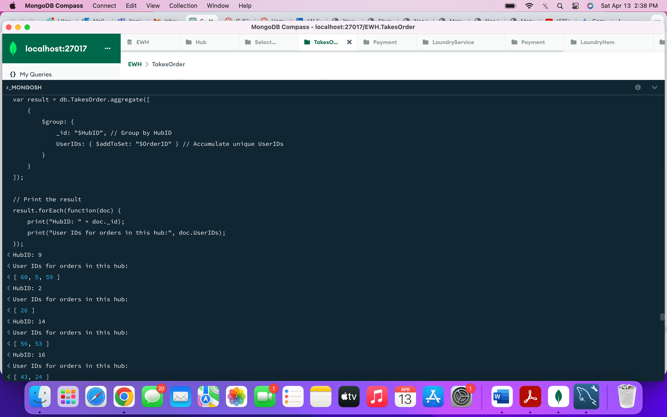 MongoDB Compass Connect Edit View Collection Window Help Sat Apr 13 2:38 PM
MongoDB Compass - localhost:27017/EWH.TakesOrder
localhost:27017 ...
EWH Hub Select... TakesO... Payment LaundryService Payment LaundryItem
EWH > TakesOrder
{} My Queries
>_MONGOSH
var result = db.TakesOrder.aggregate([
{
$group: {
_id: "$HubID", // Group by HubID
UserIDs: { $addToSet: "$OrderID" } // Accumulate unique UserIDs
}
}
]);
// Print the result
result.forEach(function(doc) {
print("HubID: " + doc._id);
print("User IDs for orders in this hub:", doc.UserIDs);
});
< HubID: 9
< User IDs for orders in this hub:
< [ 60, 5, 59 ]
< HubID: 2
< User IDs for orders in this hub:
< [ 26 ]
< HubID: 14
< User IDs for orders in this hub:
< [ 56, 53 ]
< HubID: 16
< User IDs for orders in this hub:
< [ 43, 24 ]
20
1
tv
APR
13
1
W